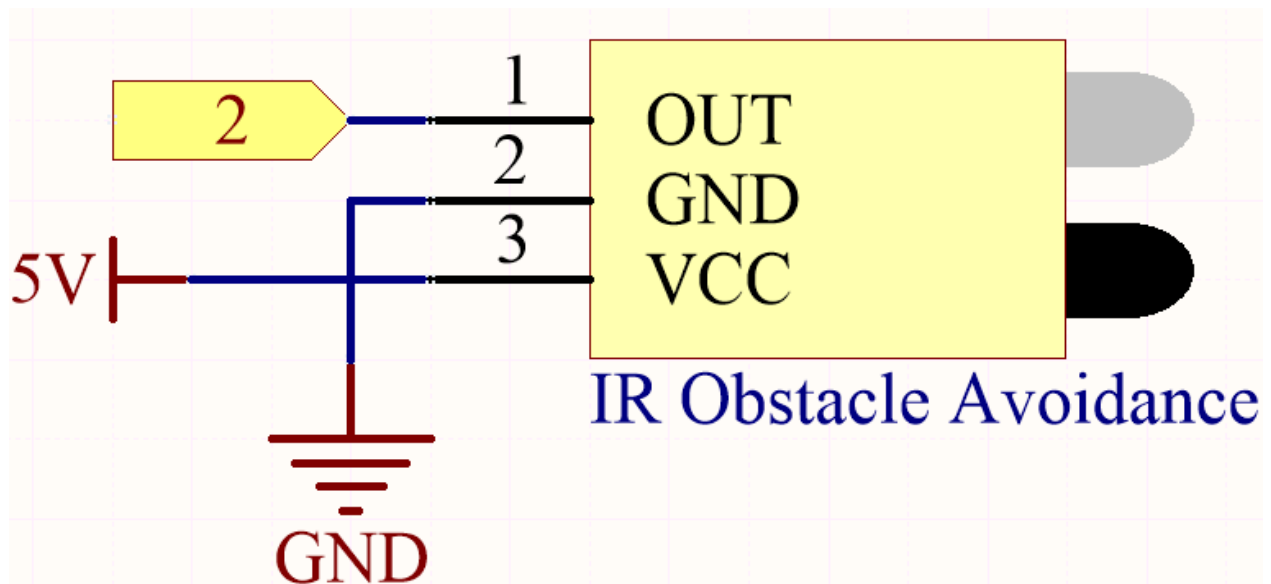 1
2 OUT
2
GND
3
5V VCC
IR Obstacle Avoidance
GND